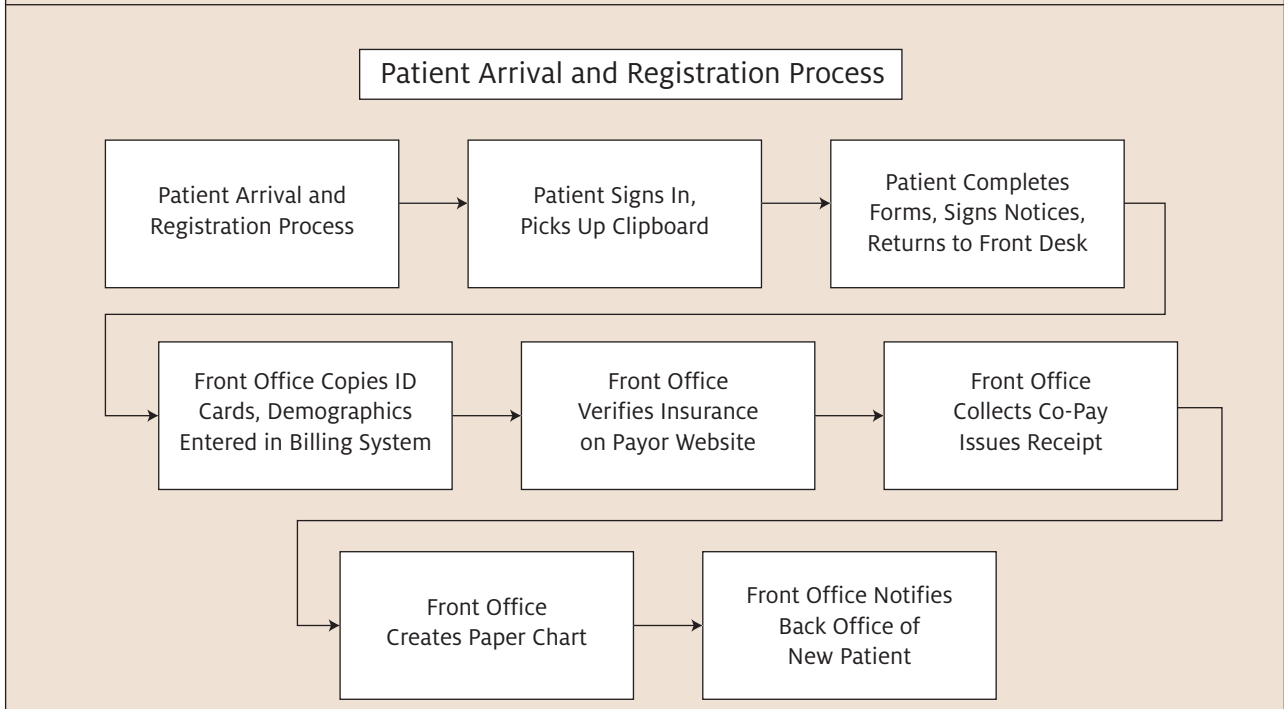 Patient Arrival and Registration Process
Patient Arrival and
Registration Process
Patient Signs In,
Picks Up Clipboard
Patient Completes
Forms, Signs Notices,
Returns to Front Desk
Front Office Copies ID
Cards, Demographics
Entered in Billing System
Front Office
Verifies Insurance
on Payor Website
Front Office
Collects Co-Pay
Issues Receipt
Front Office
Creates Paper Chart
Front Office Notifies
Back Office of
New Patient